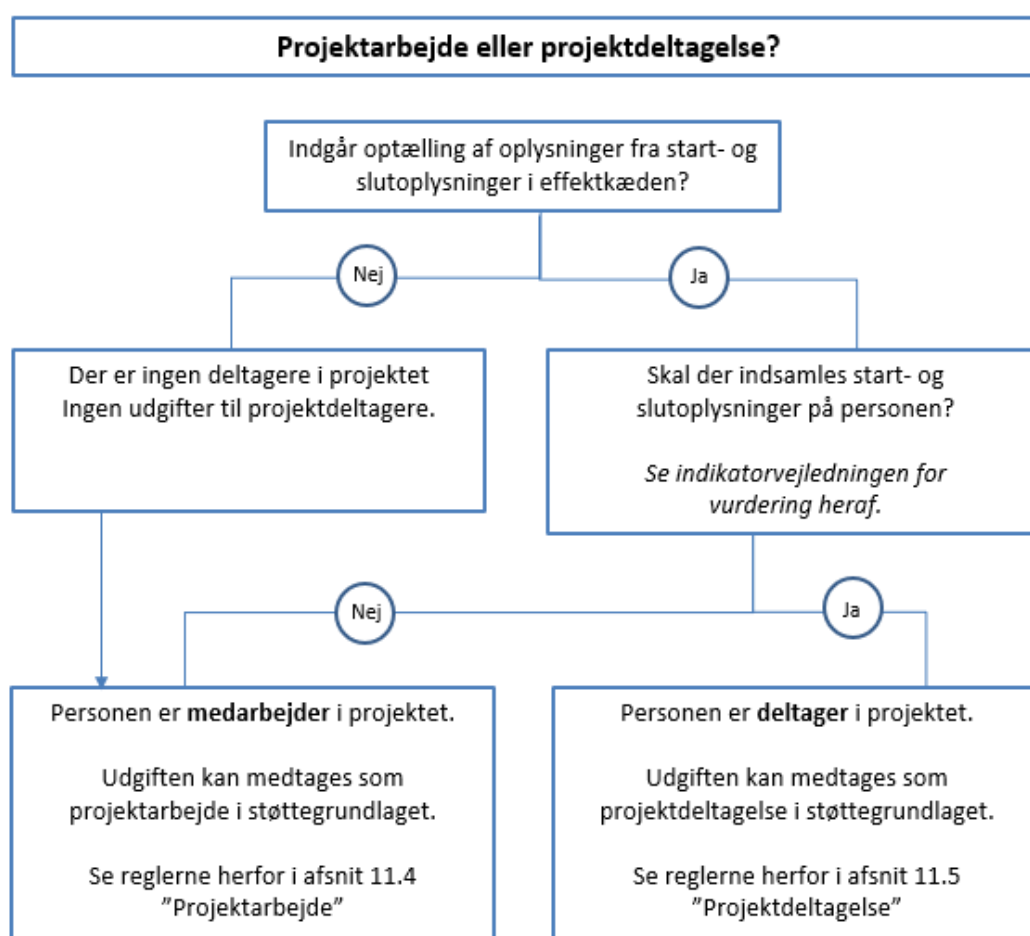 Projektarbejde eller projektdeltagelse?
Indgår optælling af oplysninger fra start- og
slutoplysninger i effektkæden?
Nej
Ja
Der er ingen deltagere i projektet
Ingen udgifter til projektdeltagere.
Skal der indsamles start- og
slutoplysninger på personen?
Se indikatorvejledningen for
vurdering heraf.
Nej
Ja
Personen er medarbejder i projektet.
Udgiften kan medtages som
projektarbejde i støttegrundlaget.
Se reglerne herfor i afsnit 11.4
”Projektarbejde”
Personen er deltager i projektet.
Udgiften kan medtages som
projektdeltagelse i støttegrundlaget.
Se reglerne herfor i afsnit 11.5
”Projektdeltagelse”